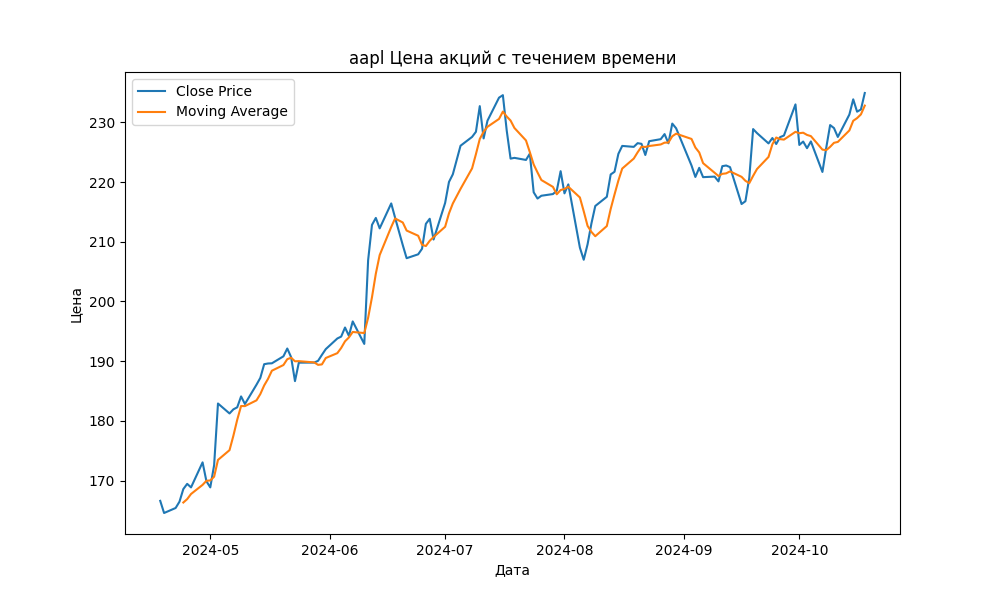 aapl Цена акций с течением времени
Close Price
Moving Average
Цена
230
220
210
200
190
180
170
2024-05
2024-06
2024-07
2024-08
2024-09
2024-10
Дата